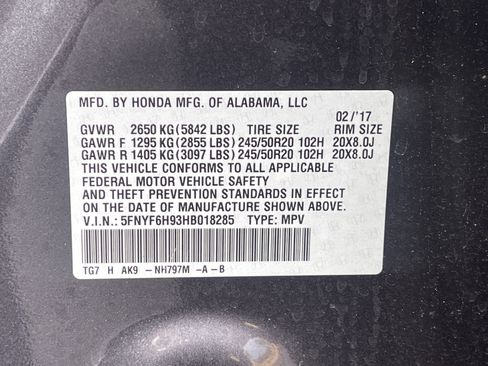 MFD. BY HONDA MFG. OF ALABAMA, LLC
02/'17
GVWR 2650 KG(5842 LBS) TIRE SIZE RIM SIZE
GAWR F 1295 KG(2855 LBS)245/50R20 102H 20X8.0J
GAWR R 1405 KG(3097 LBS)245/50R20 102H 20X8.0J
THIS VEHICLE CONFORMS TO ALL APPLICABLE
FEDERAL MOTOR VEHICLE SAFETY
AND THEFT PREVENTION STANDARDS IN EFFECT
ON THE DATE OF MANUFACTURE SHOWN ABOVE.
V.I.N.: 5FNYF6H93HB018285 TYPE: MPV
TG7 H AK9 -NH797M -A-B